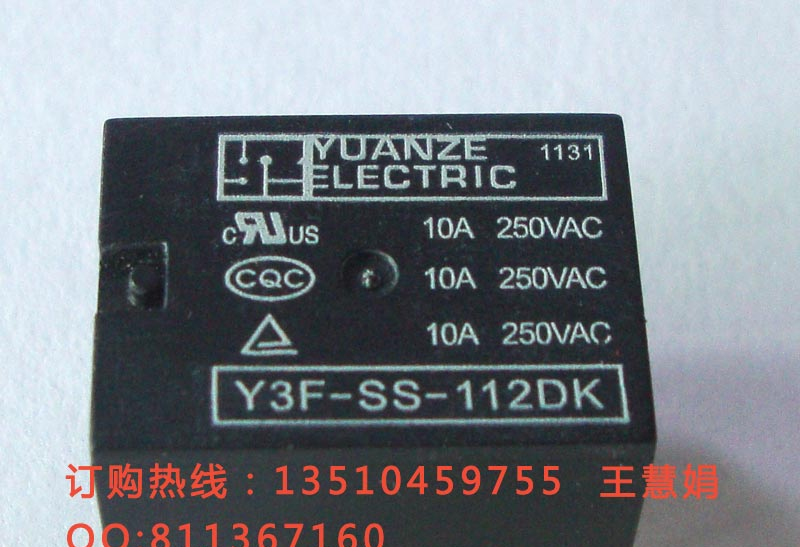 YUANZE 1131
ELECTRIC
c RU US 10A 250VAC
CQC 10A 250VAC
10A 250VAC
Y3F-SS-112DK
订购热线：13510459755 王慧娟
QQ:811367160